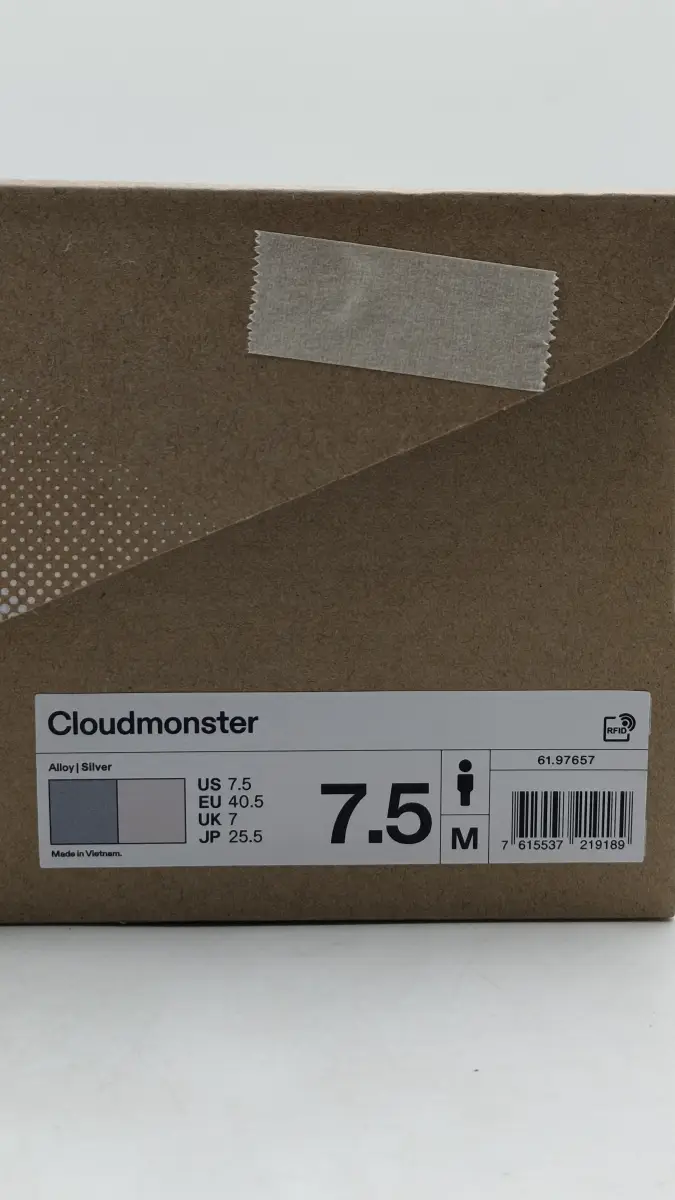 Cloudmonster
RFID
Alloy | Silver
US 7.5
EU 40.5
UK 7
JP 25.5
Made in Vietnam.
7.5
M
61.97657
7 615537 219189